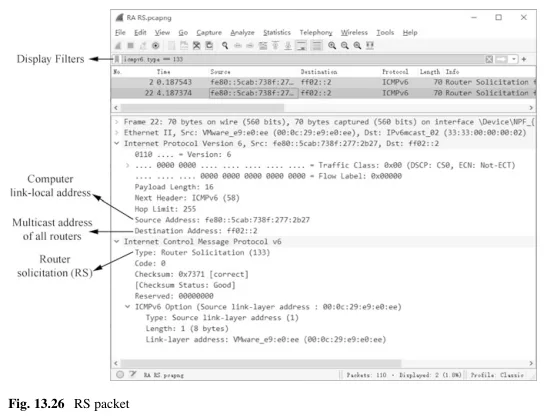 RA RS.pcapng
File Edit View Go Capture Analyze Statistics Telephony Wireless Tools Help
Display Filters
icmpv6.type == 133
No. Time Source Destination Protocol Length Info
2 0.187543 fe80::5cab:738f:27… ff02::2 ICMPv6 70 Router Solicitation f
22 4.187374 fe80::5cab:738f:27… ff02::2 ICMPv6 70 Router Solicitation f
Frame 22: 70 bytes on wire (560 bits), 70 bytes captured (560 bits) on interface \Device\NPF_{
Ethernet II, Src: VMware_e9:e0:ee (00:0c:29:e9:e0:ee), Dst: IPv6mcast_02 (33:33:00:00:00:02)
Internet Protocol Version 6, Src: fe80::5cab:738f:277:2b27, Dst: ff02::2
0110 .... = Version: 6
.... 0000 0000 .... .... .... .... .... = Traffic Class: 0x00 (DSCP: CS0, ECN: Not-ECT)
.... .... .... 0000 0000 0000 0000 0000 = Flow Label: 0x00000
Payload Length: 16
Next Header: ICMPv6 (58)
Hop Limit: 255
Computer
link-local address
Source Address: fe80::5cab:738f:277:2b27
Multicast address
of all routers
Destination Address: ff02::2
Internet Control Message Protocol v6
Router
solicitation (RS)
Type: Router Solicitation (133)
Code: 0
Checksum: 0x7371 [correct]
[Checksum Status: Good]
Reserved: 00000000
ICMPv6 Option (Source link-layer address : 00:0c:29:e9:e0:ee)
Type: Source link-layer address (1)
Length: 1 (8 bytes)
Link-layer address: VMware_e9:e0:ee (00:0c:29:e9:e0:ee)
RA RS.pcapng
Packets: 110 · Displayed: 2 (1.8%)
Profile: Classic
Fig. 13.26 RS packet